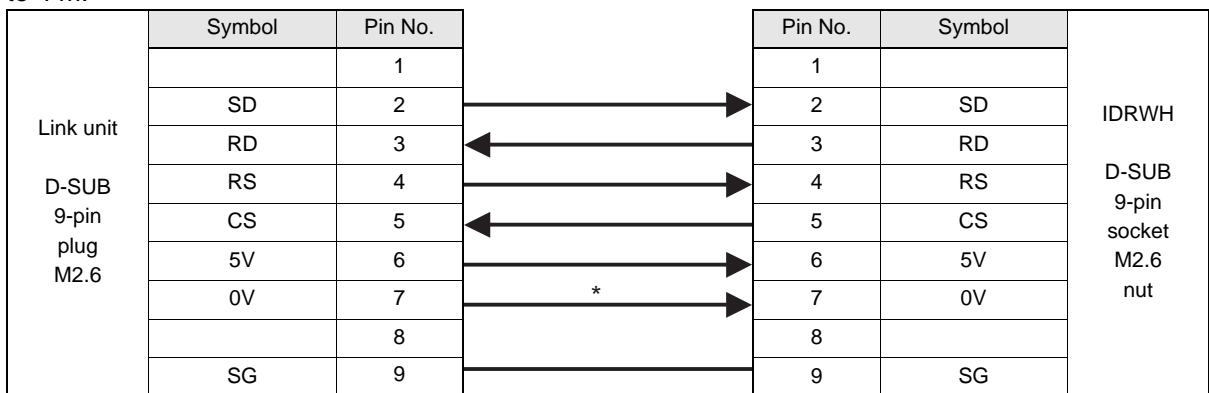 to 1 m.
Symbol Pin No. Pin No. Symbol
1 1
SD 2 2 SD
RD 3 3 RD
RS 4 4 RS
CS 5 5 CS
5V 6 6 5V
0V 7 * 7 0V
8 8
SG 9 9 SG
Link unit
D-SUB
9-pin
plug
M2.6
IDRWH
D-SUB
9-pin
socket
M2.6
nut